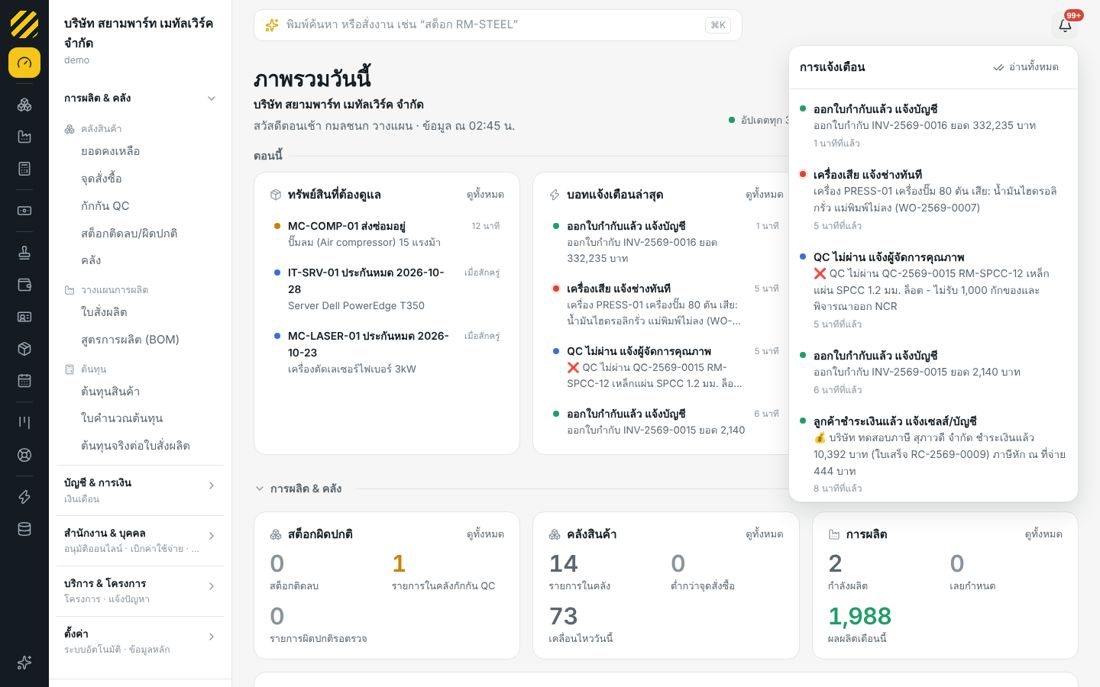 บริษัท สยามพาร์ท เมทัลเวิร์ค
จำกัด
demo
การผลิต & คลัง
คลังสินค้า
ยอดคงเหลือ
จุดสั่งซื้อ
กักกัน QC
สต็อกติดลบ/ผิดปกติ
คลัง
วางแผนการผลิต
ใบสั่งผลิต
สูตรการผลิต (BOM)
ต้นทุน
ต้นทุนสินค้า
ใบคำนวณต้นทุน
ต้นทุนจริงต่อใบสั่งผลิต
บัญชี & การเงิน
เงินเดือน
สำนักงาน & บุคคล
อนุมัติออนไลน์ · เบิกค่าใช้จ่าย · ...
บริการ & โครงการ
โครงการ · แจ้งปัญหา
ตั้งค่า
ระบบอัตโนมัติ · ข้อมูลหลัก
พิมพ์ค้นหา หรือสั่งงาน เช่น “สต็อก RM-STEEL”
⌘K
99+
ภาพรวมวันนี้
บริษัท สยามพาร์ท เมทัลเวิร์ค จำกัด
สวัสดีตอนเช้า กมลชนก วางแผน · ข้อมูล ณ 02:45 น.
อัปเดตทุก 3
ตอนนี้
ทรัพย์สินที่ต้องดูแล
ดูทั้งหมด
MC-COMP-01 ส่งซ่อมอยู่
12 นาที
ปั๊มลม (Air compressor) 15 แรงม้า
IT-SRV-01 ประกันหมด 2026-10-
28
เมื่อสักครู่
Server Dell PowerEdge T350
MC-LASER-01 ประกันหมด 2026-
10-23
เมื่อสักครู่
เครื่องตัดเลเซอร์ไฟเบอร์ 3kW
บอทแจ้งเตือนล่าสุด
ดูทั้งหมด
ออกใบกำกับแล้ว แจ้งบัญชี
1 นาที
ออกใบกำกับ INV-2569-0016 ยอด
332,235 บาท
เครื่องเสีย แจ้งช่างทันที
5 นาที
เครื่อง PRESS-01 เครื่องปั๊ม 80 ตัน เสีย:
น้ำมันไฮดรอลิกรั่ว แม่พิมพ์ไม่ลง (WO-...
QC ไม่ผ่าน แจ้งผู้จัดการคุณภาพ
5 นาที
❌ QC ไม่ผ่าน QC-2569-0015 RM-
SPCC-12 เหล็กแผ่น SPCC 1.2 มม. ล็อ...
ออกใบกำกับแล้ว แจ้งบัญชี
6 นาที
ออกใบกำกับ INV-2569-0015 ยอด 2,140
การแจ้งเตือน
อ่านทั้งหมด
ออกใบกำกับแล้ว แจ้งบัญชี
ออกใบกำกับ INV-2569-0016 ยอด 332,235 บาท
1 นาทีที่แล้ว
เครื่องเสีย แจ้งช่างทันที
เครื่อง PRESS-01 เครื่องปั๊ม 80 ตัน เสีย: น้ำมันไฮดรอลิ
กรั่ว แม่พิมพ์ไม่ลง (WO-2569-0007)
5 นาทีที่แล้ว
QC ไม่ผ่าน แจ้งผู้จัดการคุณภาพ
❌ QC ไม่ผ่าน QC-2569-0015 RM-SPCC-12 เหล็ก
แผ่น SPCC 1.2 มม. ล็อต - ไม่รับ 1,000 กักของและ
พิจารณาออก NCR
5 นาทีที่แล้ว
ออกใบกำกับแล้ว แจ้งบัญชี
ออกใบกำกับ INV-2569-0015 ยอด 2,140 บาท
6 นาทีที่แล้ว
ลูกค้าชำระเงินแล้ว แจ้งเซลส์/บัญชี
💰 บริษัท ทดสอบภาษี สุภาวดี จำกัด ชำระเงินแล้ว
10,392 บาท (ใบเสร็จ RC-2569-0009) ภาษีหัก ณ ที่จ่าย
444 บาท
8 นาทีที่แล้ว
การผลิต & คลัง
สต็อกผิดปกติ
ดูทั้งหมด
0
สต็อกติดลบ
1
รายการในคลังกักกัน QC
0
รายการผิดปกติรอตรวจ
คลังสินค้า
ดูทั้งหมด
14
รายการในคลัง
0
ต่ำกว่าจุดสั่งซื้อ
73
เคลื่อนไหววันนี้
การผลิต
ดูทั้งหมด
2
กำลังผลิต
0
เลยกำหนด
1,988
ผลผลิตเดือนนี้